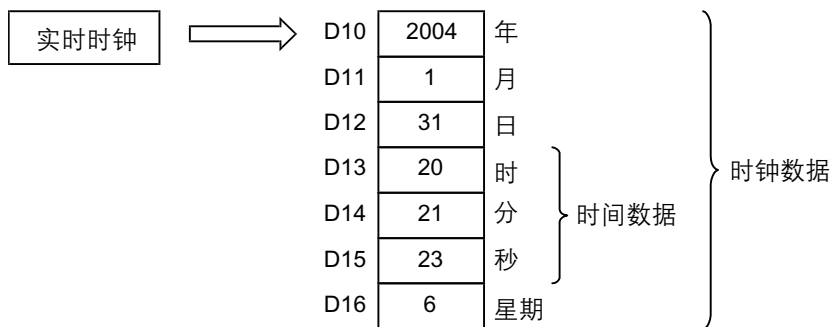 实时时钟
D10 2004 年
D11 1 月
D12 31 日
D13 20 时
D14 21 分
D15 23 秒
D16 6 星期
时间数据
时钟数据